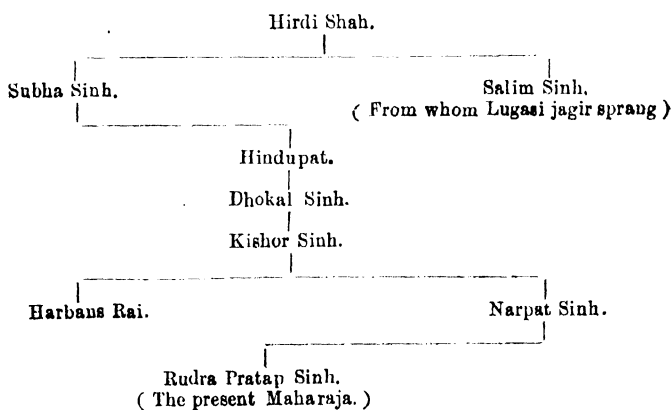 Hirdi Shah.
Subha Sinh.
Salim Sinh.
( From whom Lugasi jagir sprang )
Hindupat.
Dhokal Sinh.
Kishor Sinh.
Harbans Rai.
Narpat Sinh.
Rudra Pratap Sinh.
( The present Maharaja. )